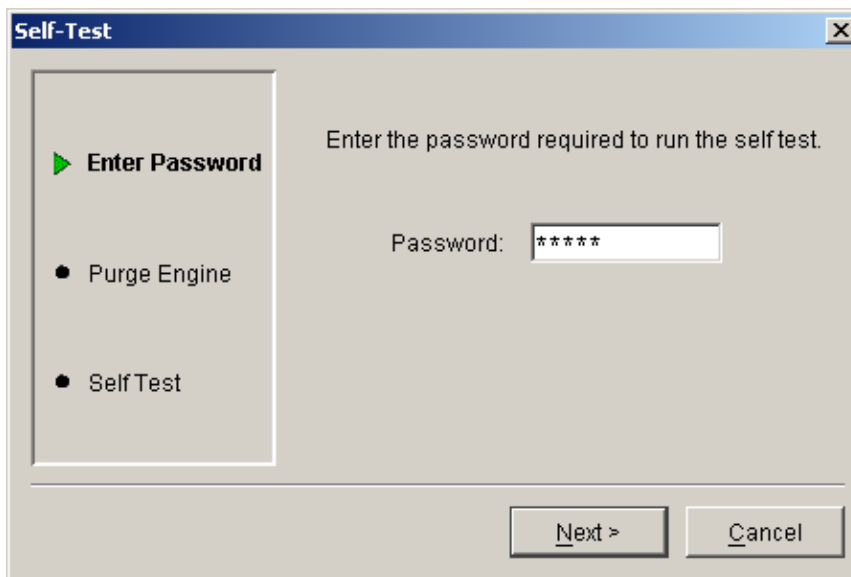 Self-Test
Enter Password
Purge Engine
Self Test
Enter the password required to run the self test.
Password: *****
Next >
Cancel